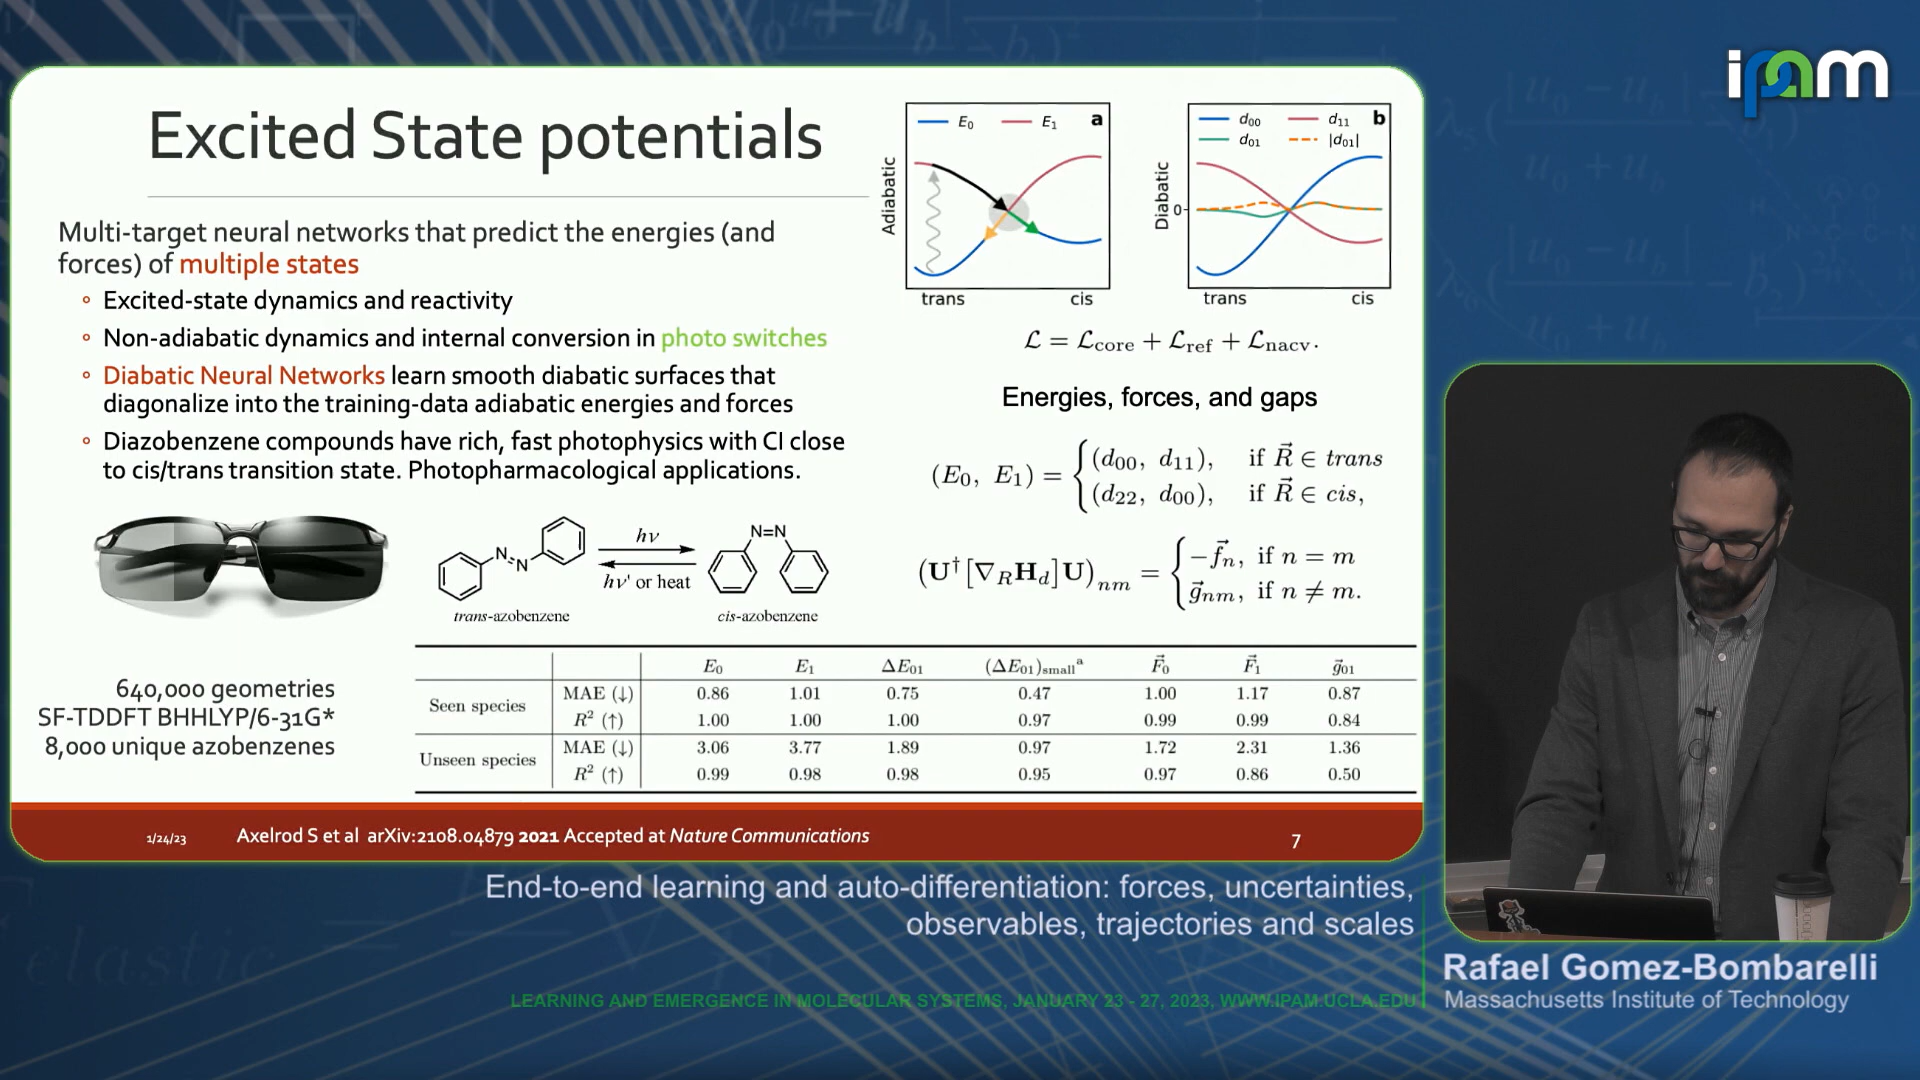 ipam
Excited State potentials
Multi-target neural networks that predict the energies (and
forces) of multiple states
Excited-state dynamics and reactivity
Non-adiabatic dynamics and internal conversion in photo switches
Diabatic Neural Networks learn smooth diabatic surfaces that
diagonalize into the training-data adiabatic energies and forces
Diazobenzene compounds have rich, fast photophysics with CI close
to cis/trans transition state. Photopharmacological applications.
E₀ E₁ a
Adiabatic
trans cis
d₀₀ d₁₁ b
d₀₁ |d₀₁|
Diabatic
0
trans cis
ℒ = ℒcore + ℒref + ℒnacv.
Energies, forces, and gaps
(E₀, E₁) = { (d₀₀, d₁₁), if R⃗ ∈ trans
(d₂₂, d₀₀), if R⃗ ∈ cis,
(U†[∇RHd]U)nm = { −f⃗n, if n = m
g⃗nm, if n ≠ m.
N N
hν
hν' or heat
N=N
trans-azobenzene cis-azobenzene
640,000 geometries
SF-TDDFT BHHLYP/6-31G*
8,000 unique azobenzenes
E₀ E₁ ΔE₀₁ (ΔE₀₁)smallᵃ F⃗₀ F⃗₁ g⃗₀₁
Seen species MAE (↓) 0.86 1.01 0.75 0.47 1.00 1.17 0.87
R² (↑) 1.00 1.00 1.00 0.97 0.99 0.99 0.84
Unseen species MAE (↓) 3.06 3.77 1.89 0.97 1.72 2.31 1.36
R² (↑) 0.99 0.98 0.98 0.95 0.97 0.86 0.50
1/24/23 Axelrod S et al arXiv:2108.04879 2021 Accepted at Nature Communications 7
End-to-end learning and auto-differentiation: forces, uncertainties,
observables, trajectories and scales
Rafael Gomez-Bombarelli
Massachusetts Institute of Technology
LEARNING AND EMERGENCE IN MOLECULAR SYSTEMS, JANUARY 23 - 27, 2023, WWW.IPAM.UCLA.EDU
elastic